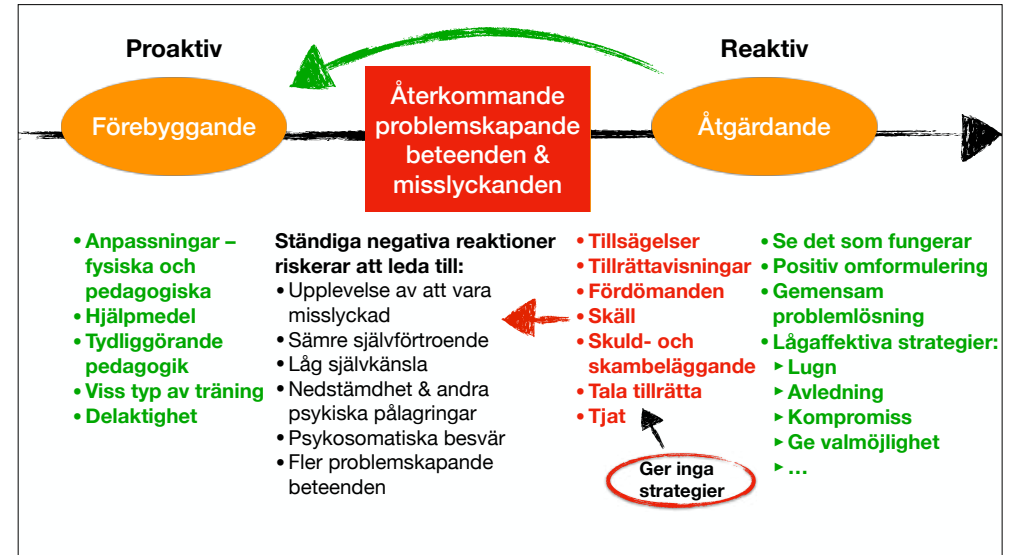 Proaktiv
Reaktiv
Förebyggande
Återkommande
problemskapande
beteenden &
misslyckanden
Åtgärdande
• Anpassningar –
fysiska och
pedagogiska
• Hjälpmedel
• Tydliggörande
pedagogik
• Viss typ av träning
• Delaktighet
Ständiga negativa reaktioner
riskerar att leda till:
• Upplevelse av att vara
misslyckad
• Sämre självförtroende
• Låg självkänsla
• Nedstämdhet & andra
psykiska pålagringar
• Psykosomatiska besvär
• Fler problemskapande
beteenden
• Tillsägelser
• Tillrättavisningar
• Fördömanden
• Skäll
• Skuld- och
skambeläggande
• Tala tillrätta
• Tjat
Ger inga
strategier
• Se det som fungerar
• Positiv omformulering
• Gemensam
problemlösning
• Lågaffektiva strategier:
‣ Lugn
‣ Avledning
‣ Kompromiss
‣ Ge valmöjlighet
‣ …